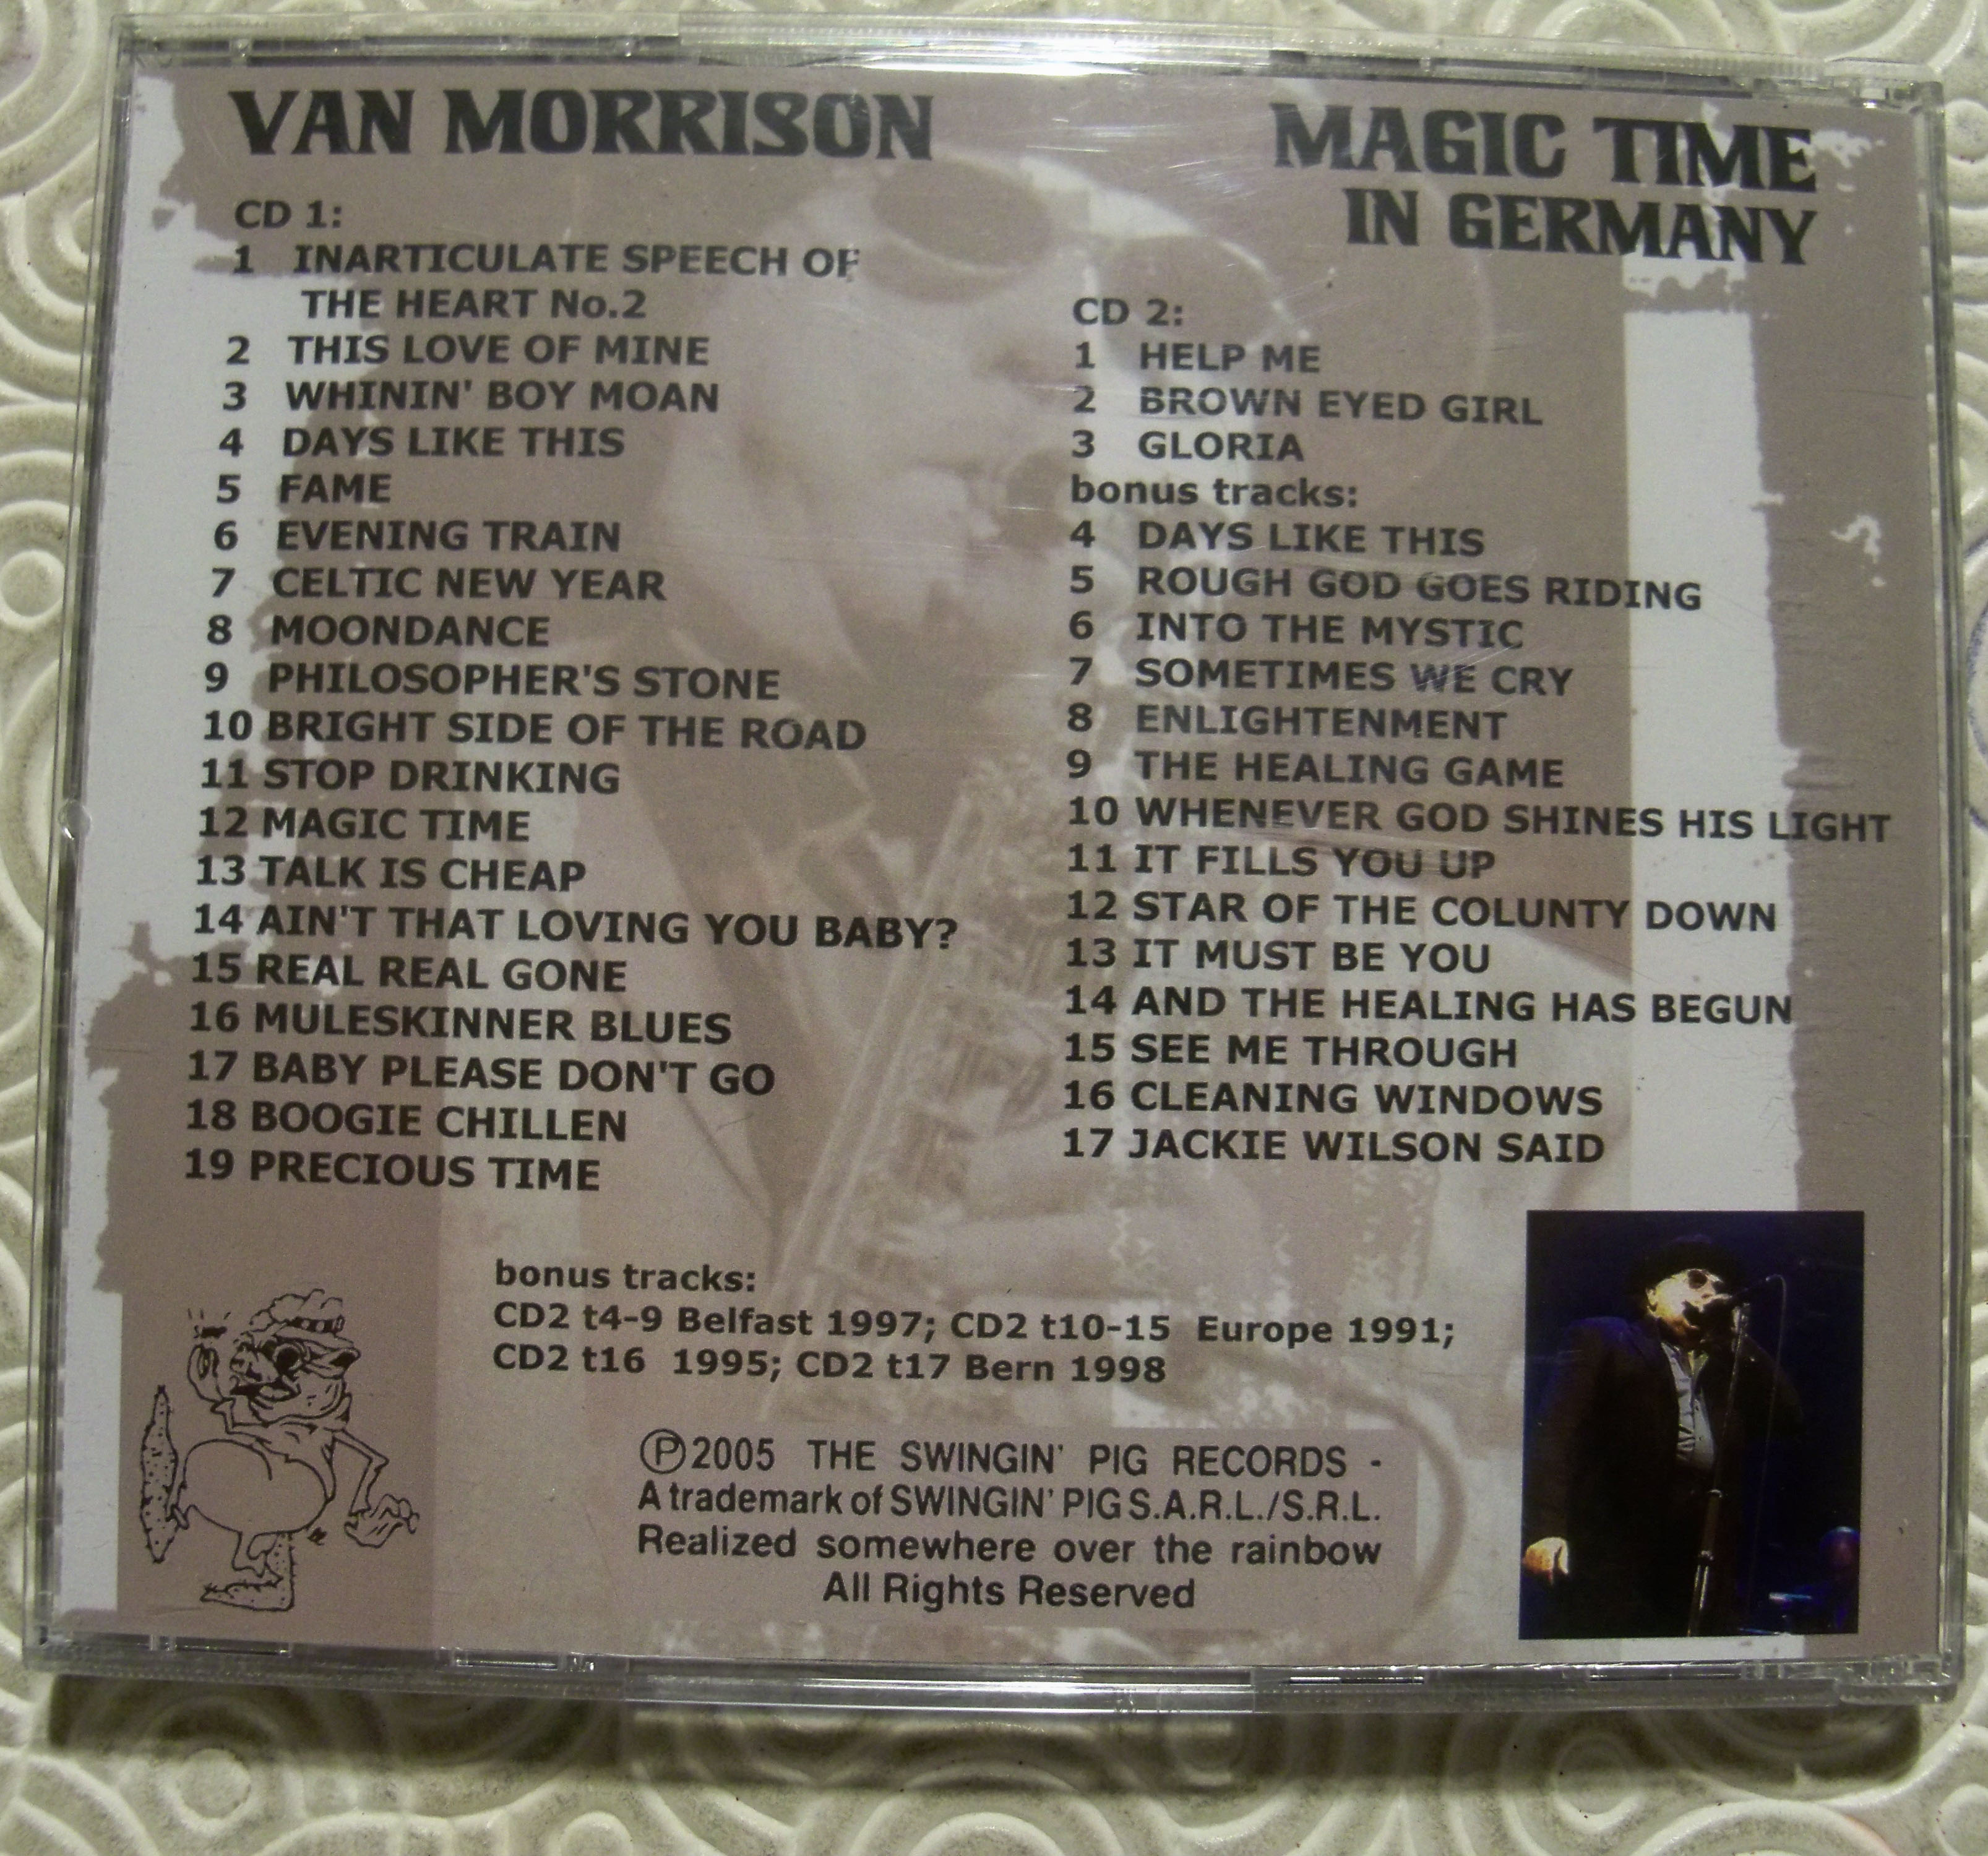 VAN MORRISON
MAGIC TIME
IN GERMANY
CD 1:
1 INARTICULATE SPEECH OF
THE HEART No.2
2 THIS LOVE OF MINE
3 WHININ' BOY MOAN
4 DAYS LIKE THIS
5 FAME
6 EVENING TRAIN
7 CELTIC NEW YEAR
8 MOONDANCE
9 PHILOSOPHER'S STONE
10 BRIGHT SIDE OF THE ROAD
11 STOP DRINKING
12 MAGIC TIME
13 TALK IS CHEAP
14 AIN'T THAT LOVING YOU BABY?
15 REAL REAL GONE
16 MULESKINNER BLUES
17 BABY PLEASE DON'T GO
18 BOOGIE CHILLEN
19 PRECIOUS TIME
CD 2:
1 HELP ME
2 BROWN EYED GIRL
3 GLORIA
bonus tracks:
4 DAYS LIKE THIS
5 ROUGH GOD GOES RIDING
6 INTO THE MYSTIC
7 SOMETIMES WE CRY
8 ENLIGHTENMENT
9 THE HEALING GAME
10 WHENEVER GOD SHINES HIS LIGHT
11 IT FILLS YOU UP
12 STAR OF THE COLUNTY DOWN
13 IT MUST BE YOU
14 AND THE HEALING HAS BEGUN
15 SEE ME THROUGH
16 CLEANING WINDOWS
17 JACKIE WILSON SAID
bonus tracks:
CD2 t4-9 Belfast 1997; CD2 t10-15 Europe 1991;
CD2 t16 1995; CD2 t17 Bern 1998
Ⓟ2005 THE SWINGIN' PIG RECORDS -
A trademark of SWINGIN' PIG S.A.R.L./S.R.L.
Realized somewhere over the rainbow
All Rights Reserved